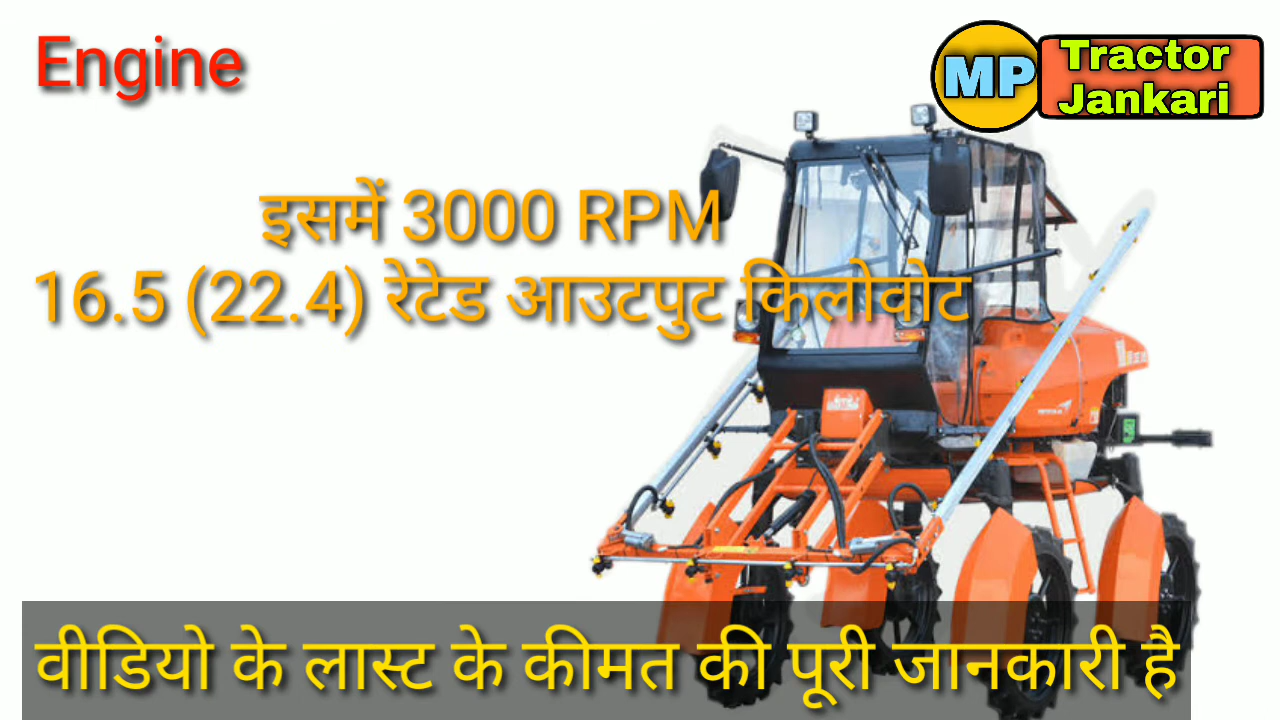 Engine
MP
Tractor
Jankari
इसमें 3000 RPM
16.5 (22.4) रेटेड आउटपुट किलोवोट
वीडियो के लास्ट के कीमत की पूरी जानकारी है